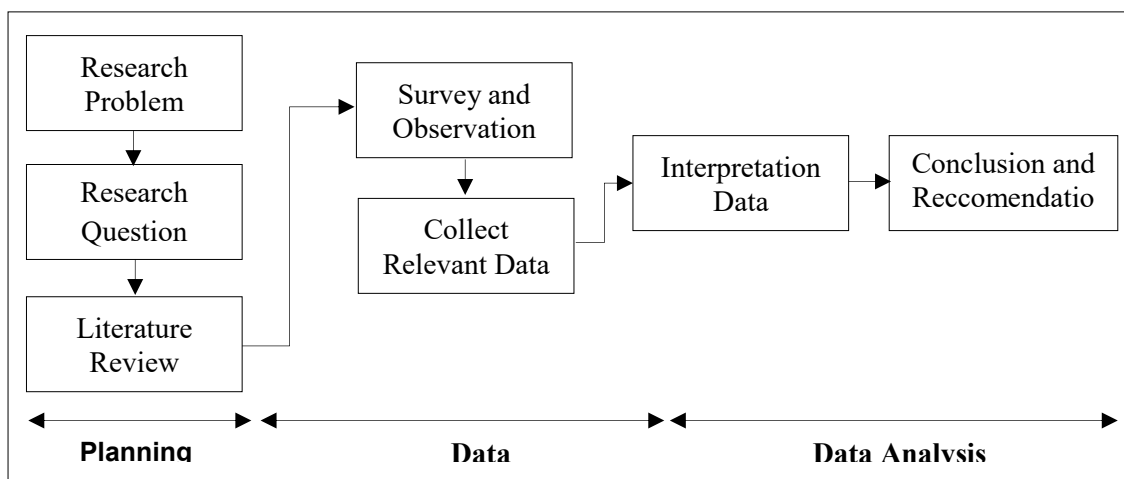 Research
Problem
Research
Question
Literature
Review
Survey and
Observation
Collect
Relevant Data
Interpretation
Data
Conclusion and
Reccomendatio
Planning
Data
Data Analysis